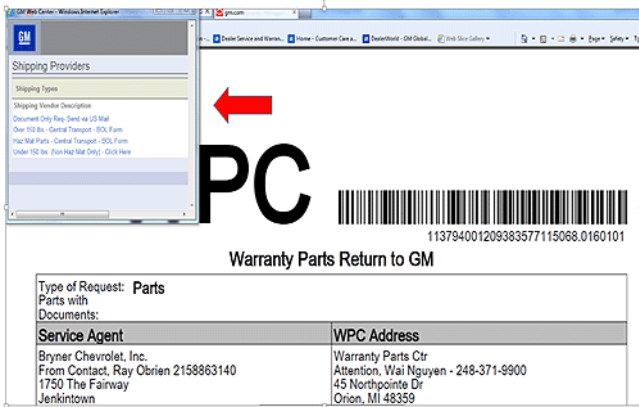 GM Web Center - Windows Internet Explorer
gm.com
Dealer Service and Warran...
Home - Customer Care a...
DealerWorld - GM Global...
Web Slice Gallery
Page
Safety
GM
Shipping Providers
Shipping Types
Shipping Vendor Description
Document Only Req- Send via US Mail
Over 150 lbs - Central Transport - BOL Form
Haz Mat Parts - Central Transport - BOL Form
Under 150 lbs (Non Haz Mat Only) - Click Here
PC
113794001209383577115068.0160101
Warranty Parts Return to GM
Type of Request: Parts
Parts with
Documents:
Service Agent
WPC Address
Bryner Chevrolet, Inc.
From Contact, Ray Obrien 2158863140
1750 The Fairway
Jenkintown
Warranty Parts Ctr
Attention, Wai Nguyen - 248-371-9900
45 Northpointe Dr
Orion, MI 48359